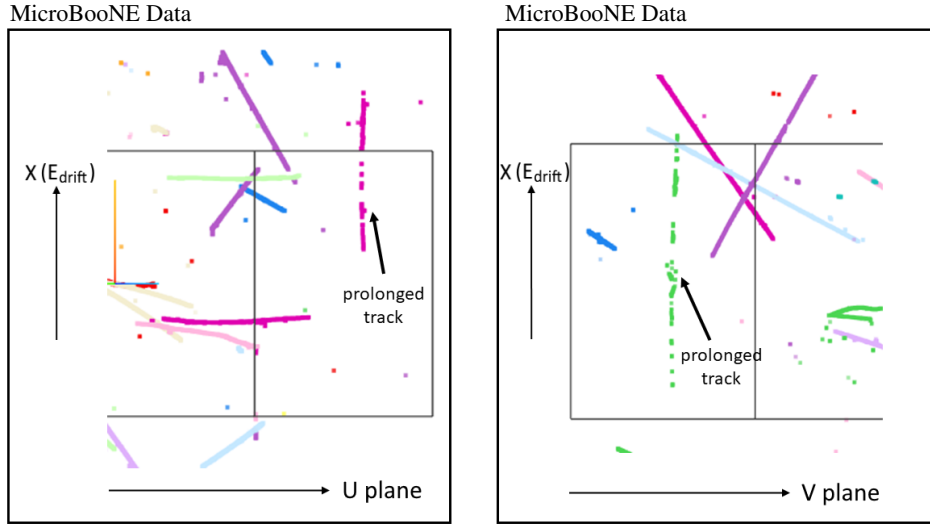 MicroBooNE Data
X (E_drift)
prolonged
track
U plane
MicroBooNE Data
X (E_drift)
prolonged
track
V plane